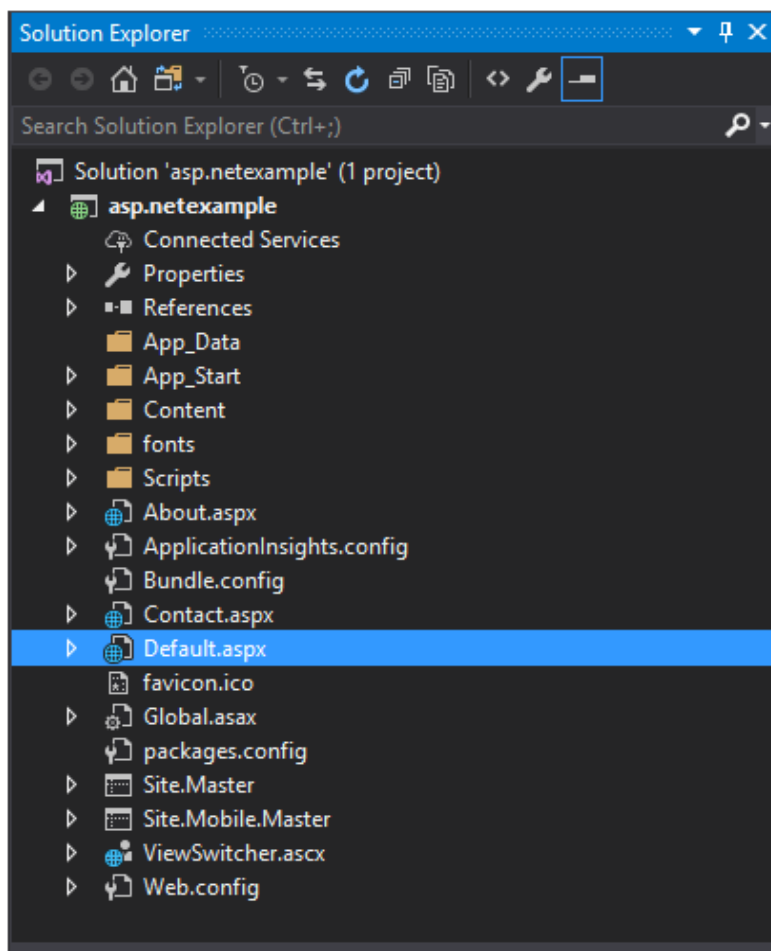 Solution Explorer
Search Solution Explorer (Ctrl+;)
Solution 'asp.netexample' (1 project)
asp.netexample
Connected Services
Properties
References
App_Data
App_Start
Content
fonts
Scripts
About.aspx
ApplicationInsights.config
Bundle.config
Contact.aspx
Default.aspx
favicon.ico
Global.asax
packages.config
Site.Master
Site.Mobile.Master
ViewSwitcher.ascx
Web.config